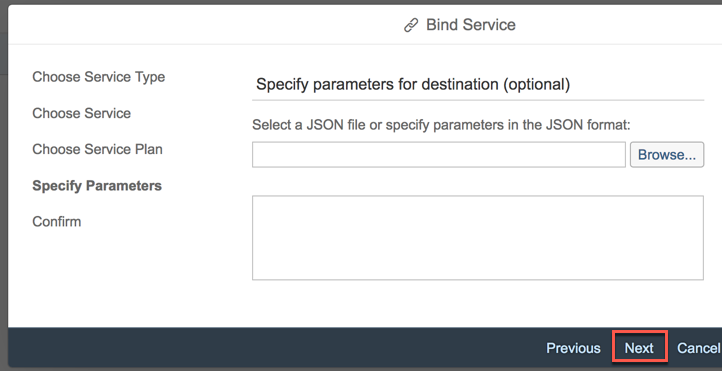 Bind Service
Choose Service Type
Choose Service
Choose Service Plan
Specify Parameters
Confirm
Specify parameters for destination (optional)
Select a JSON file or specify parameters in the JSON format:
Browse...
Previous
Next
Cancel